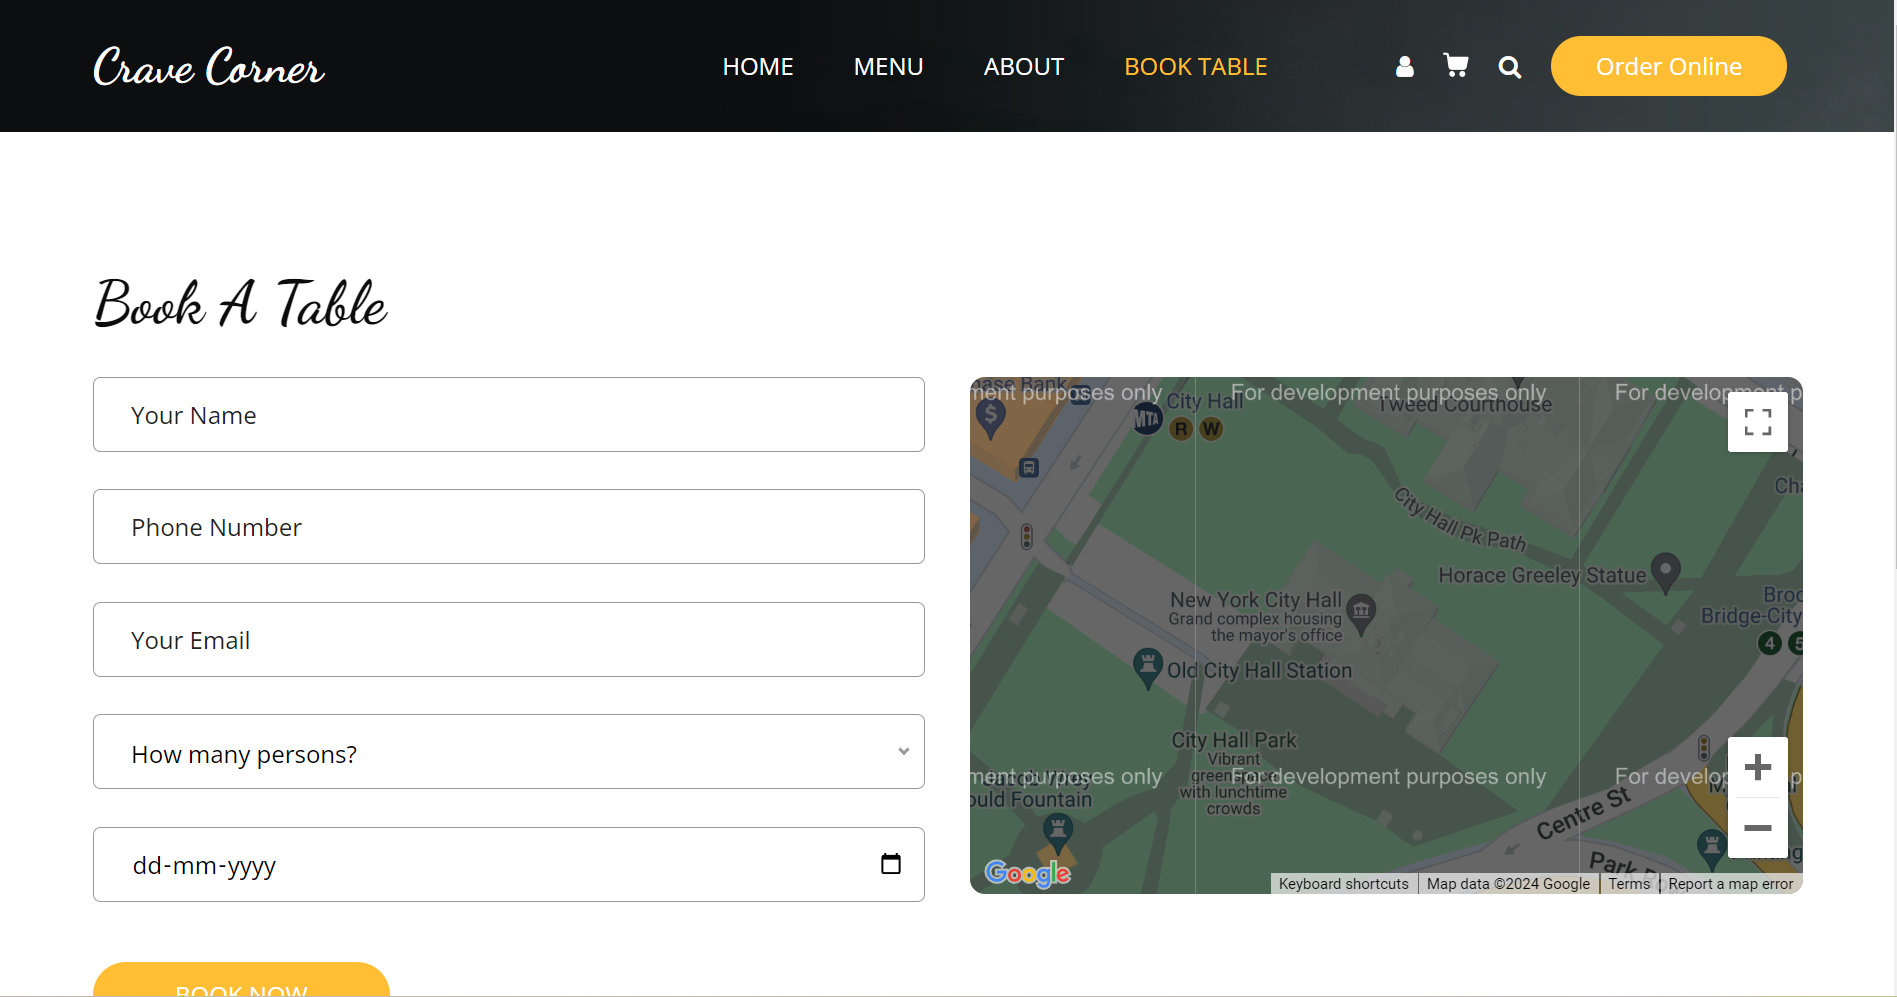 Crave Corner
HOME MENU ABOUT BOOK TABLE Order Online
Book A Table
Your Name
Phone Number
Your Email
How many persons?
dd-mm-yyyy
BOOK NOW
hase Bank
ment purposes only For development purposes only For develop
City Hall
MTA
R W
Tweed Courthouse
Cha
City Hall Pk Path
Horace Greeley Statue
New York City Hall
Grand complex housing
the mayor's office
Broo
Bridge-City
4 5
Old City Hall Station
City Hall Park
Vibrant
greenspace
with lunchtime
crowds
ment purposes only For development purposes only For develop
ould Fountain
Centre St
Park
Google
Keyboard shortcuts Map data ©2024 Google Terms Report a map error